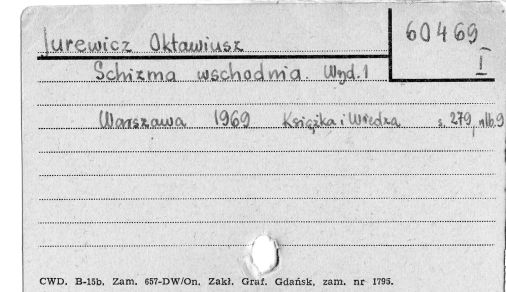 Jurewicz Oktawiusz
60469
I
Schizma wschodnia. Wyd. 1
Warszawa 1969 Książka i Wiedza s. 279, nlb. 9
CWD. B-15b. Zam. 657-DW/On. Zakł. Graf. Gdańsk, zam. nr 1795.